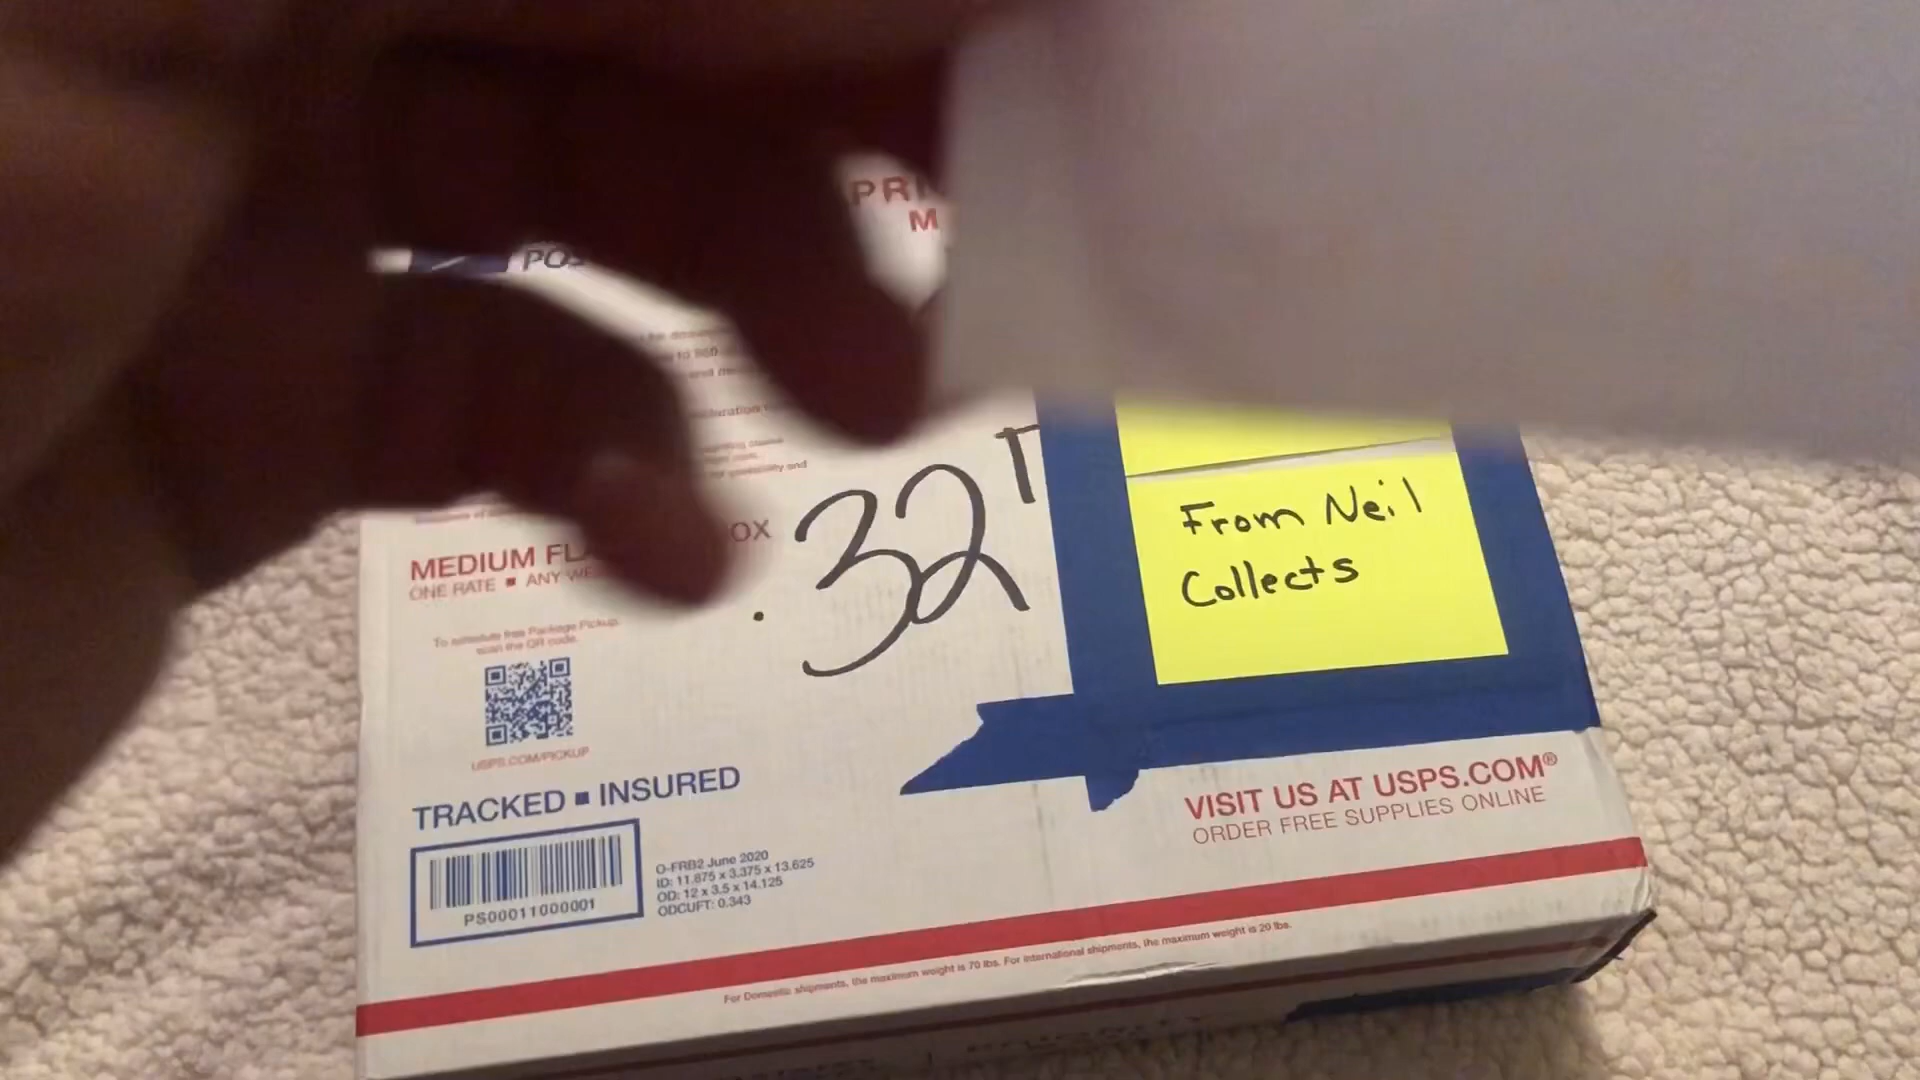 PRI
M
POS
to $60
MEDIUM FL
OX
ONE RATE ■ ANY WE
.32
From Neil
Collects
To schedule free Package Pickup,
scan the QR code.
USPS.COM/PICKUP
TRACKED ■ INSURED
PS00011000001
O-FRB2 June 2020
ID: 11.875 x 3.375 x 13.625
OD: 12 x 3.5 x 14.125
ODCUFT: 0.343
VISIT US AT USPS.COM®
ORDER FREE SUPPLIES ONLINE
For Domestic shipments, the maximum weight is 70 lbs. For international shipments, the maximum weight is 20 lbs.